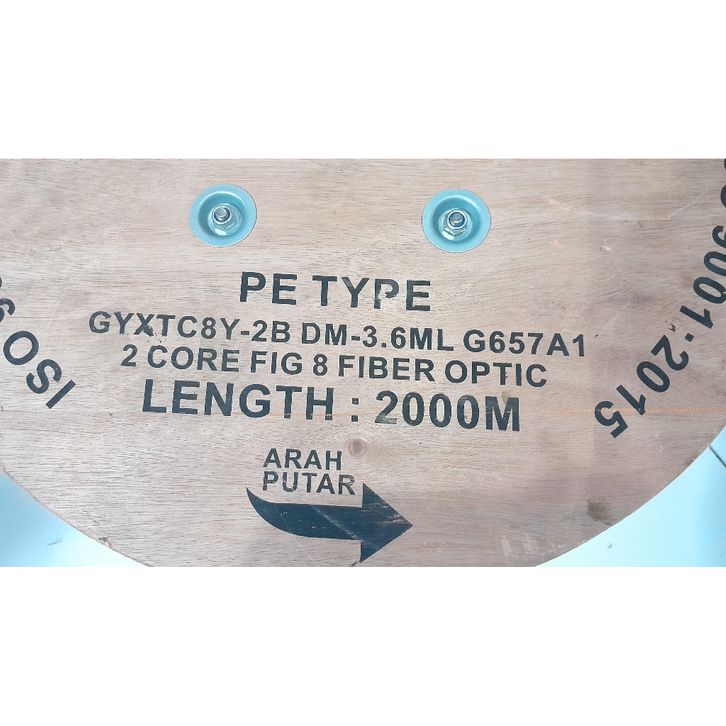 PE TYPE
GYXTC8Y-2B DM-3.6ML G657A1
2 CORE FIG 8 FIBER OPTIC
LENGTH : 2000M
ARAH
PUTAR
9001:2015